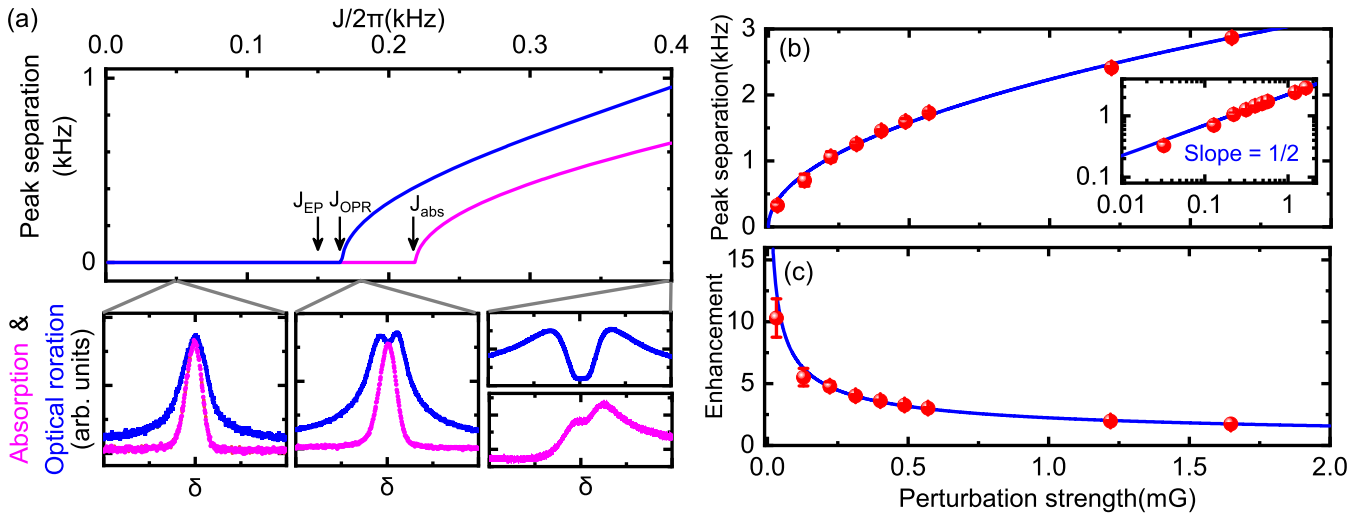 (a)
J/2π(kHz)
0.0 0.1 0.2 0.3 0.4
Peak separation
(kHz)
1
0
J_EP J_OPR J_abs
Absorption &
Optical roration
(arb. units)
δ δ δ
(b)
Peak separation(kHz)
3
2
1
0
1
0.1
Slope = 1/2
0.01 0.1 1
(c)
Enhancement
15
10
5
0
0.0 0.5 1.0 1.5 2.0
Perturbation strength(mG)